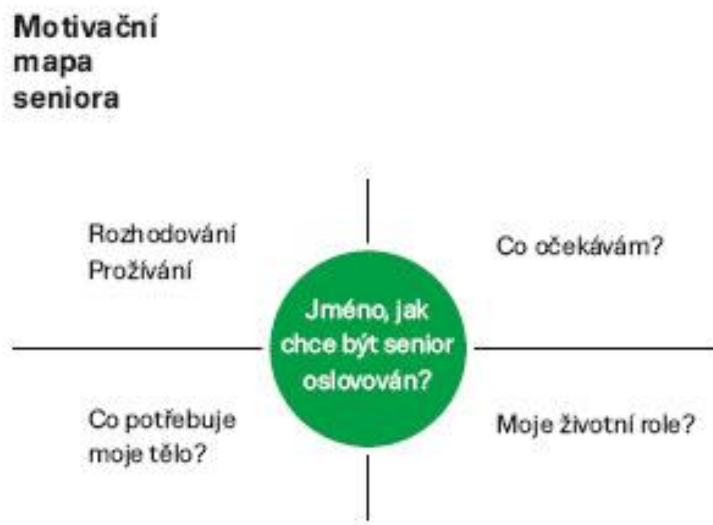 Motivační
mapa
seniora
Rozhodování
Prožívání
Co očekávám?
Jméno, jak
chce být senior
oslovován?
Co potřebuje
moje tělo?
Moje životní role?